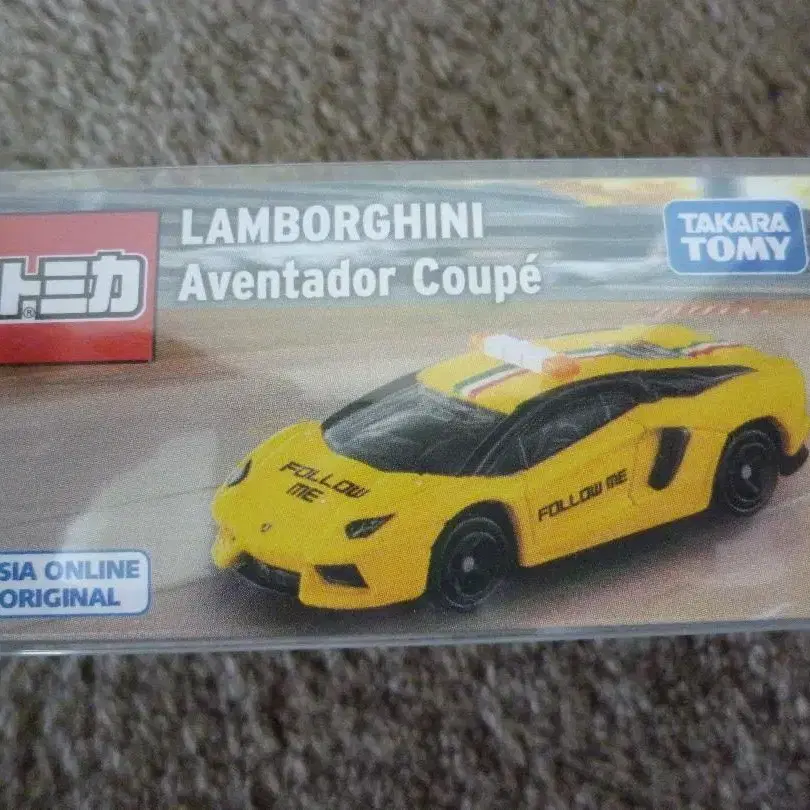 LAMBORGHINI
Aventador Coupé
トミカ
®
TAKARA
TOMY
FOLLOW
ME
FOLLOW ME
SIA ONLINE
ORIGINAL